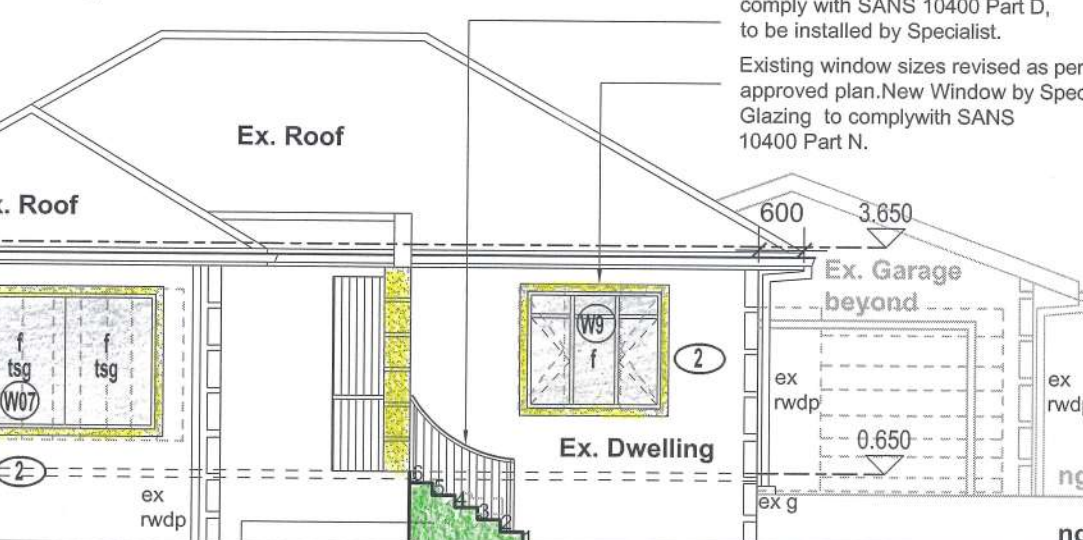 comply with SANS 10400 Part D,
to be installed by Specialist.
Existing window sizes revised as per
approved plan.New Window by Spec
Glazing to complywith SANS
10400 Part N.
Ex. Roof
x. Roof
600
3.650
Ex. Garage
beyond
f
tsg
f
tsg
W07
W9
f
2
2
ex
rwdp
ex
rwdp
Ex. Dwelling
0.650
ex
rwdp
ex g
ng
ng
6
5
4
3
2
1